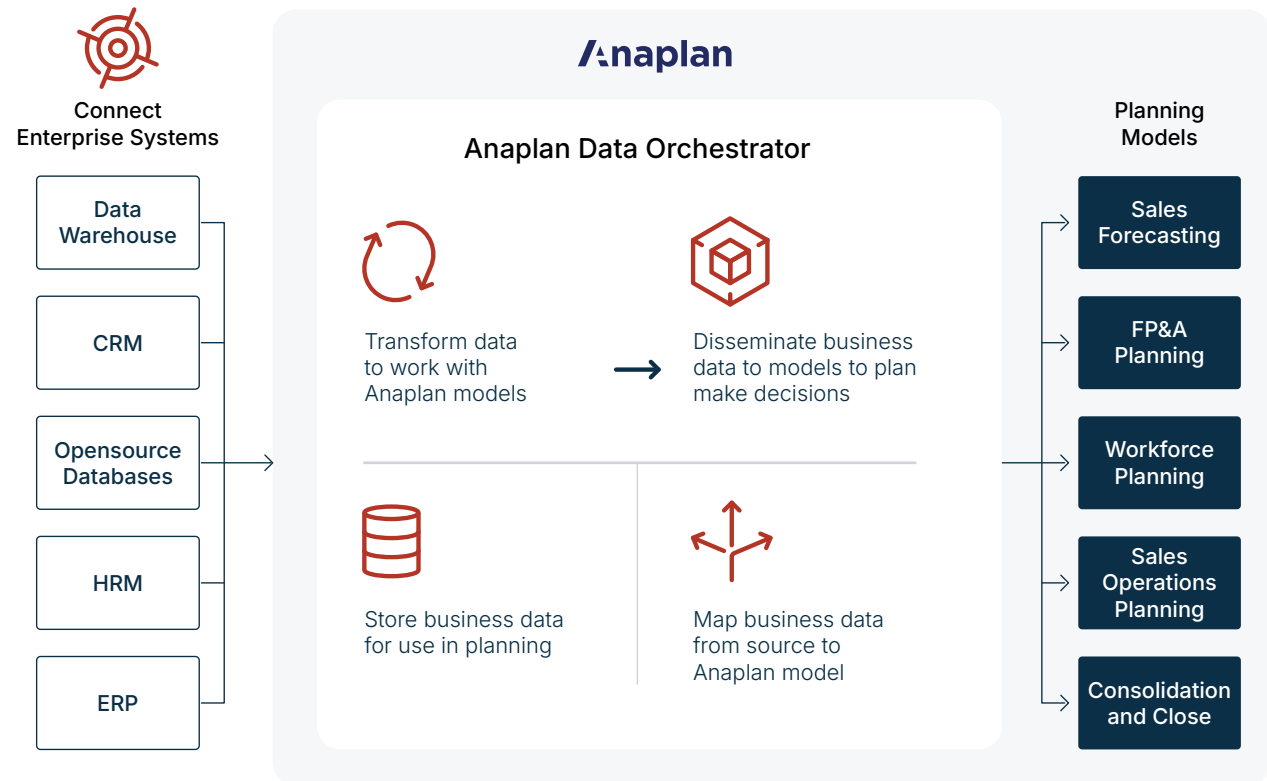 Connect
Enterprise Systems
Data
Warehouse
CRM
Opensource
Databases
HRM
ERP
Anaplan
Anaplan Data Orchestrator
Transform data
to work with
Anaplan models
Disseminate business
data to models to plan
make decisions
Store business data
for use in planning
Map business data
from source to
Anaplan model
Planning
Models
Sales
Forecasting
FP&A
Planning
Workforce
Planning
Sales
Operations
Planning
Consolidation
and Close